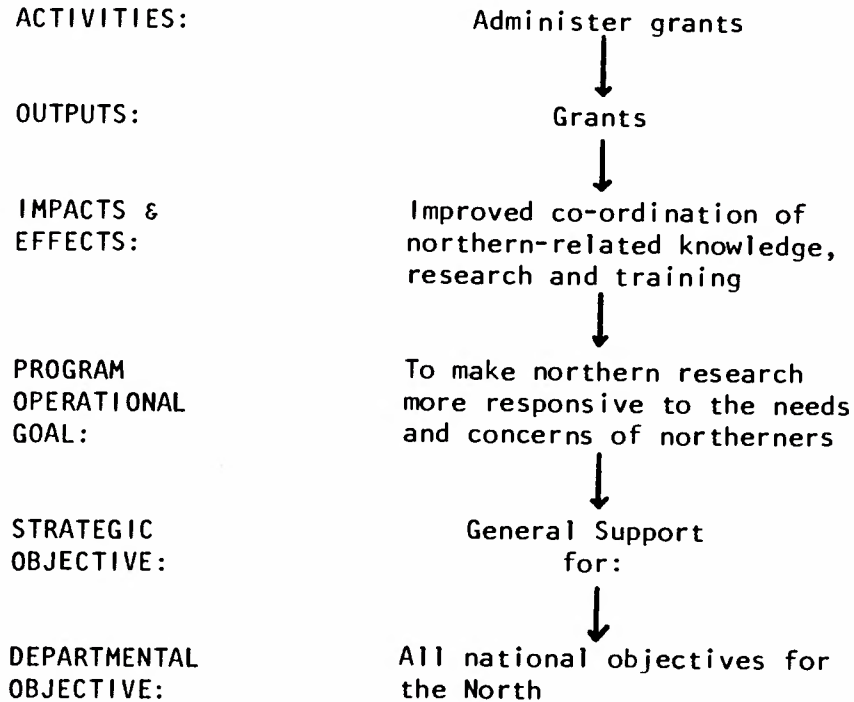 ACTIVITIES: Administer grants
OUTPUTS: Grants
IMPACTS & Improved co-ordination of
EFFECTS: northern-related knowledge,
research and training
PROGRAM To make northern research
OPERATIONAL more responsive to the needs
GOAL: and concerns of northerners
STRATEGIC General Support
OBJECTIVE: for:
DEPARTMENTAL All national objectives for
OBJECTIVE: the North